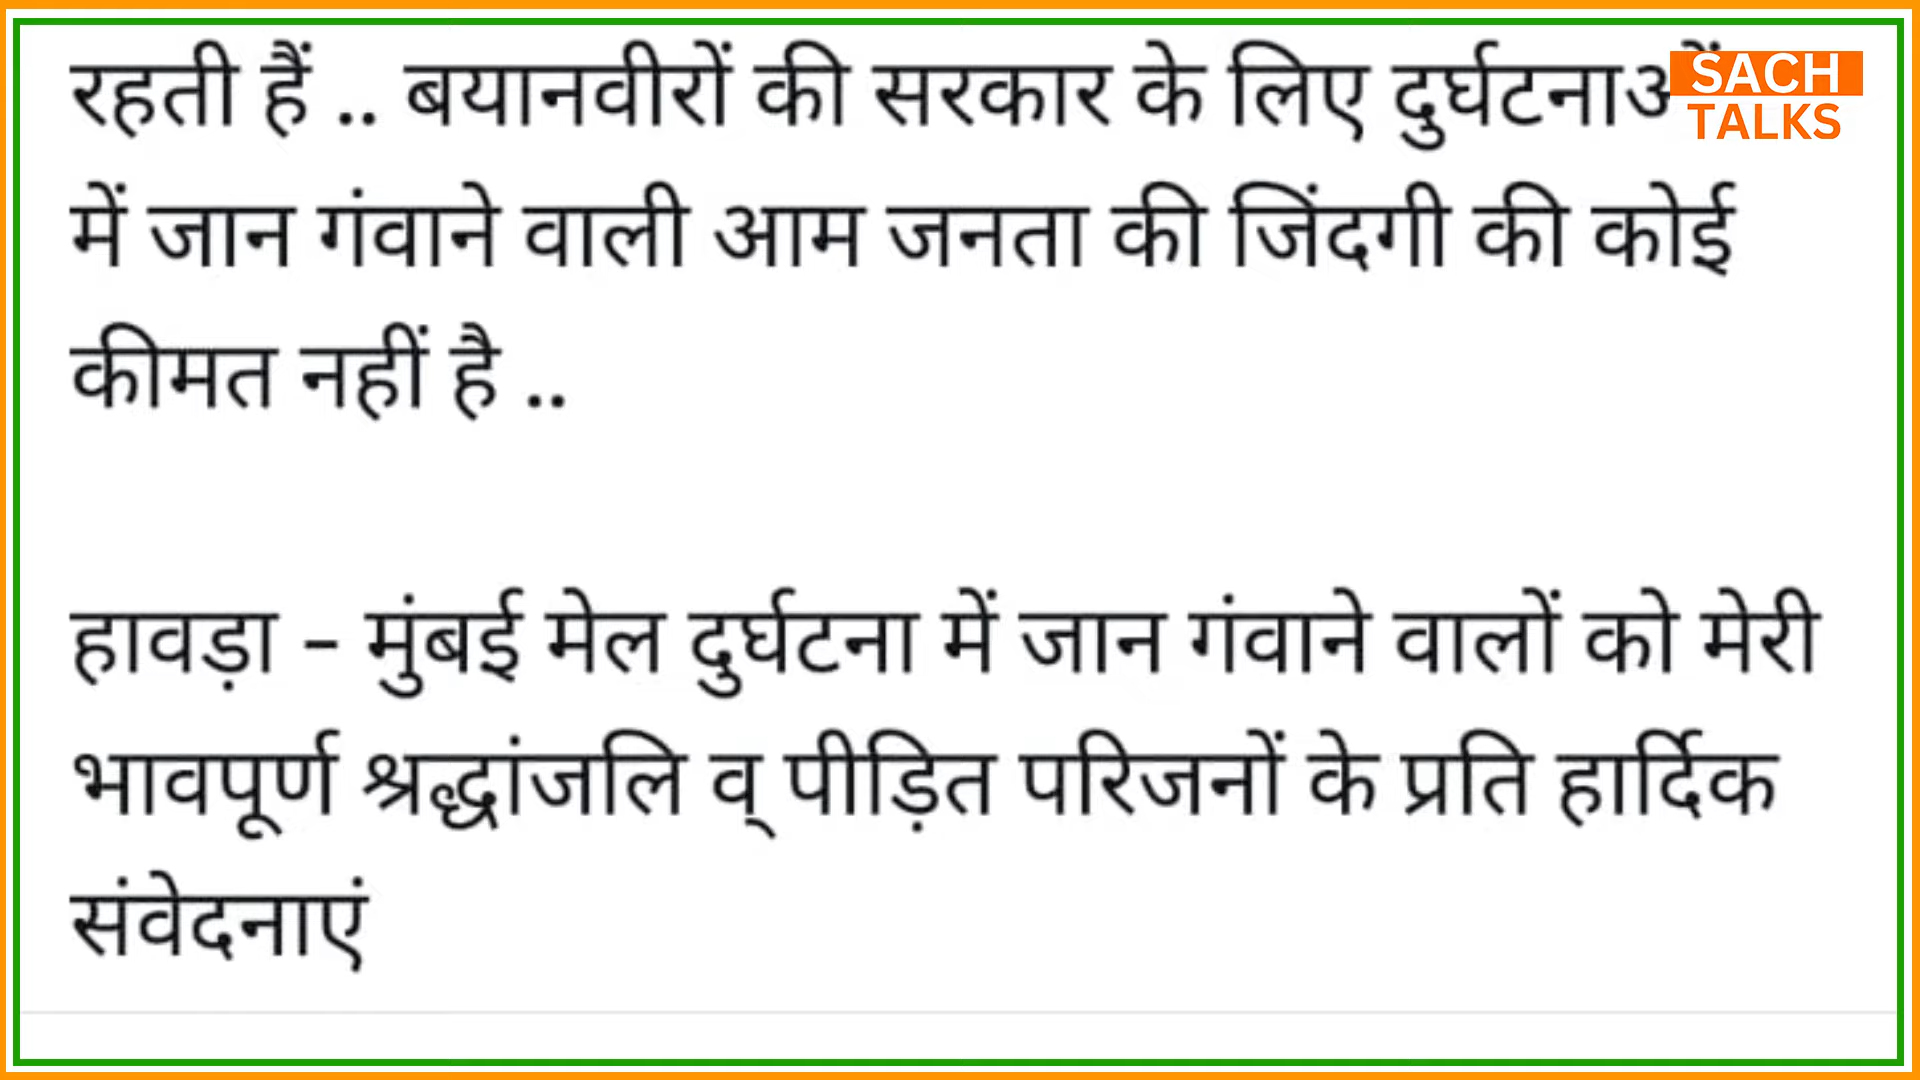 रहती हैं .. बयानवीरों की सरकार के लिए दुर्घटनाओं
SACH
TALKS
में जान गंवाने वाली आम जनता की जिंदगी की कोई
कीमत नहीं है ..
हावड़ा - मुंबई मेल दुर्घटना में जान गंवाने वालों को मेरी
भावपूर्ण श्रद्धांजलि व् पीड़ित परिजनों के प्रति हार्दिक
संवेदनाएं